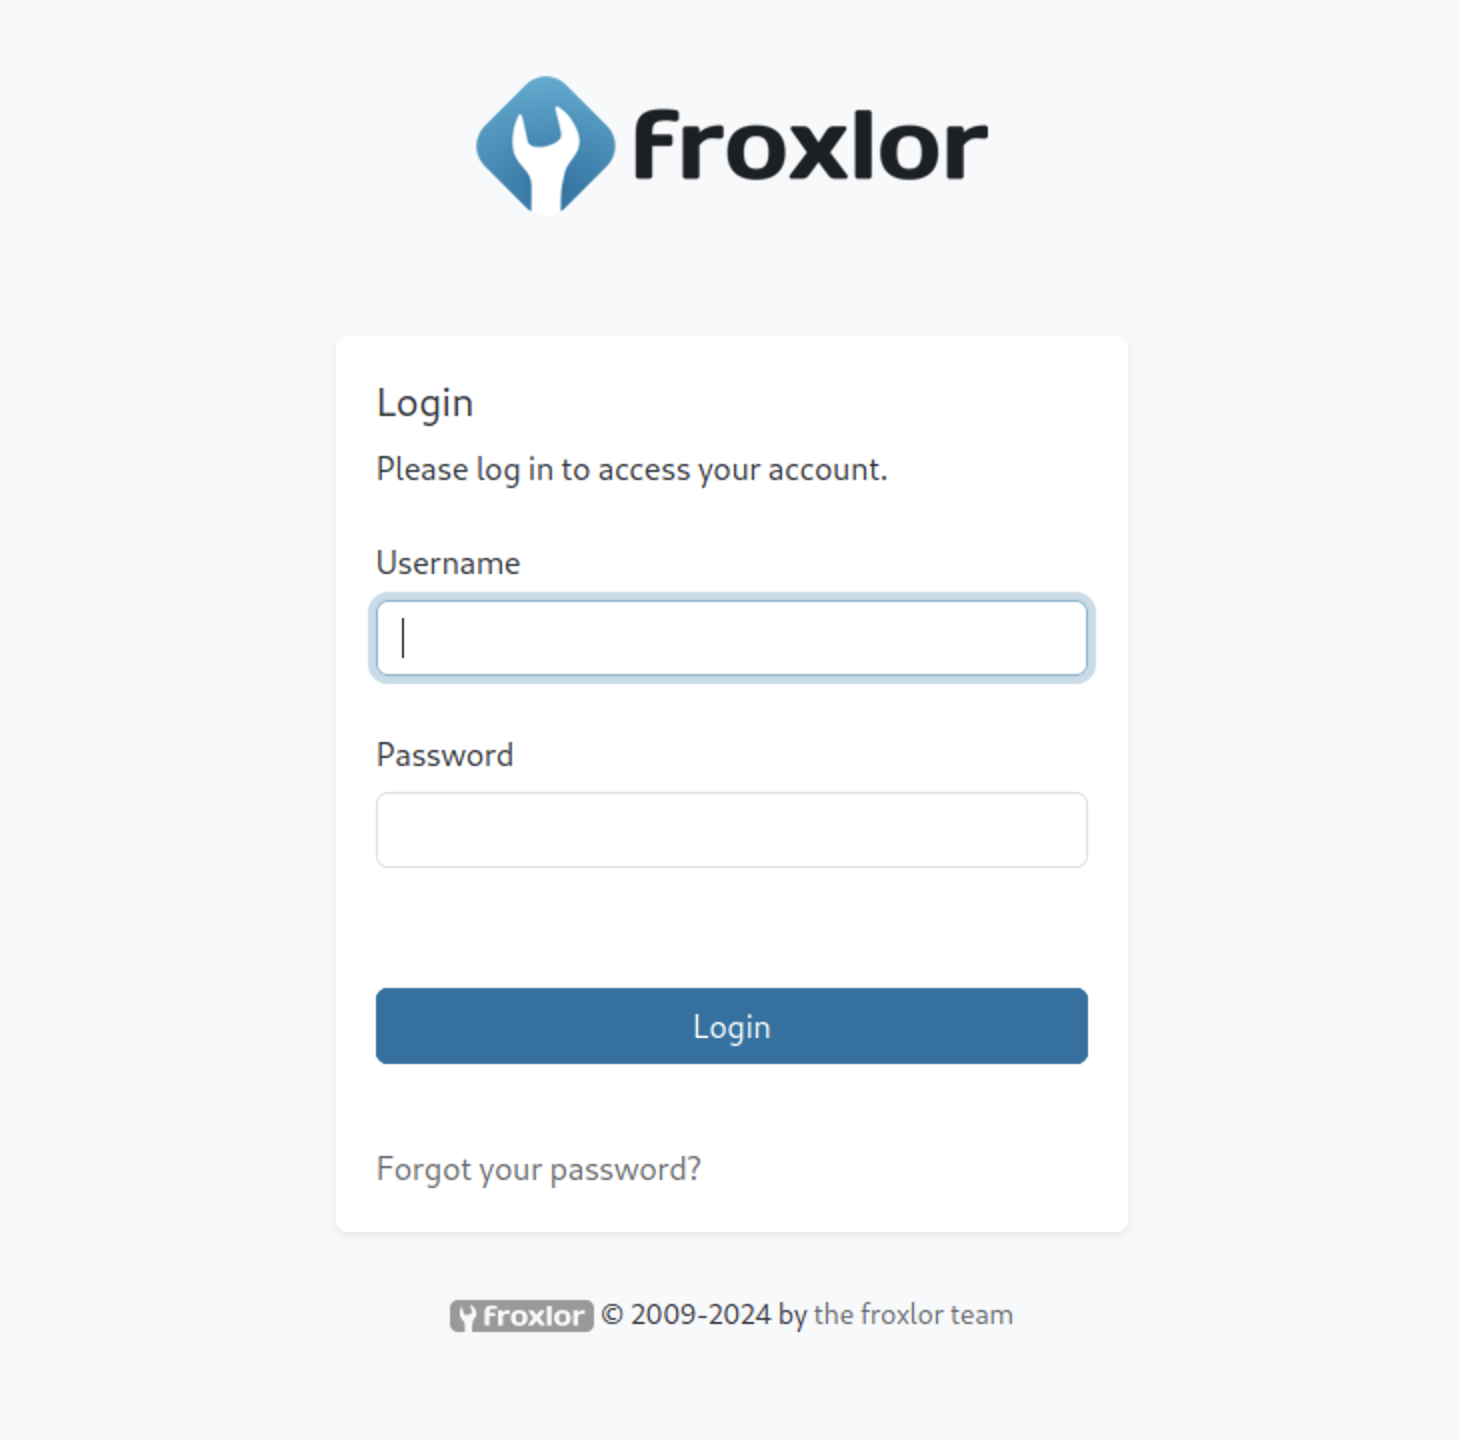 froxlor
Login
Please log in to access your account.
Username
Password
Login
Forgot your password?
froxlor © 2009-2024 by the froxlor team